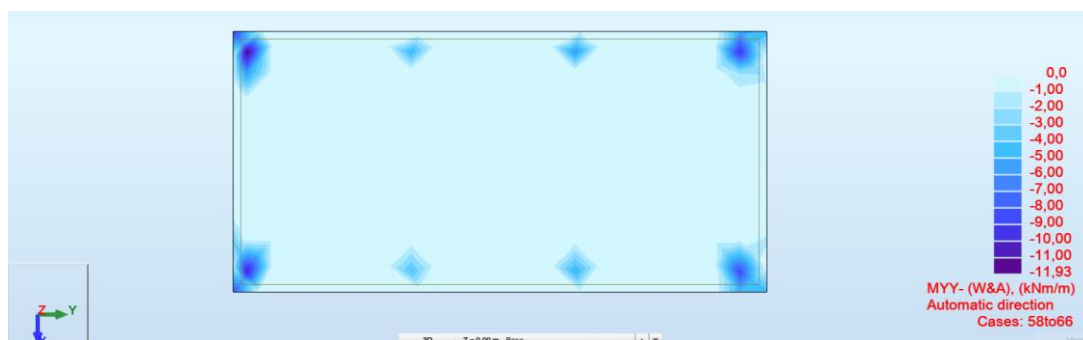 0,0
-1,00
-2,00
-3,00
-4,00
-5,00
-6,00
-7,00
-8,00
-9,00
-10,00
-11,00
-11,93
MYY- (W&A), (kNm/m)
Automatic direction
Cases: 58to66
Z
Y